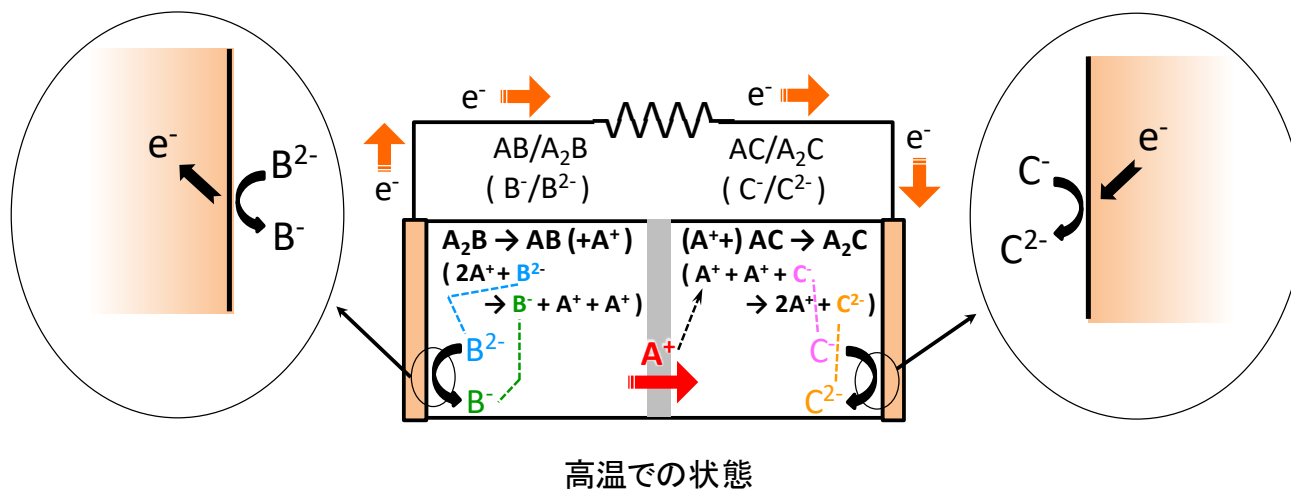 e⁻
e⁻
e⁻
e⁻
AB/A₂B
( B⁻/B²⁻)
AC/A₂C
( C⁻/C²⁻)
e⁻
B²⁻
B⁻
A₂B → AB (+A⁺)
( 2A⁺ + B²⁻
→ B⁻ + A⁺ + A⁺ )
B²⁻
B⁻
A⁺
(A⁺+) AC → A₂C
( A⁺ + A⁺ + C⁻
→ 2A⁺ + C²⁻ )
C⁻
C²⁻
e⁻
C⁻
C²⁻
高温での状態